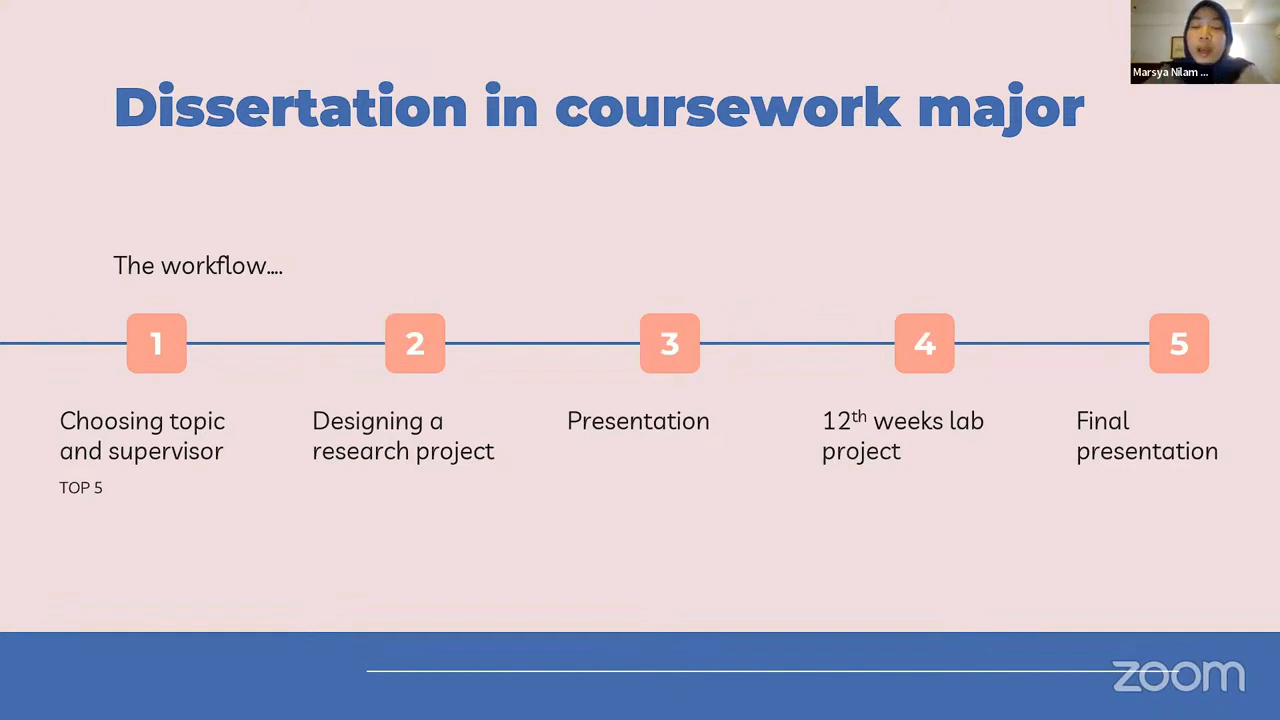 Dissertation in coursework major
Marsya Nilam ...
The workflow....
1
2
3
4
5
Choosing topic
and supervisor
TOP 5
Designing a
research project
Presentation
12th weeks lab
project
Final
presentation
zoom